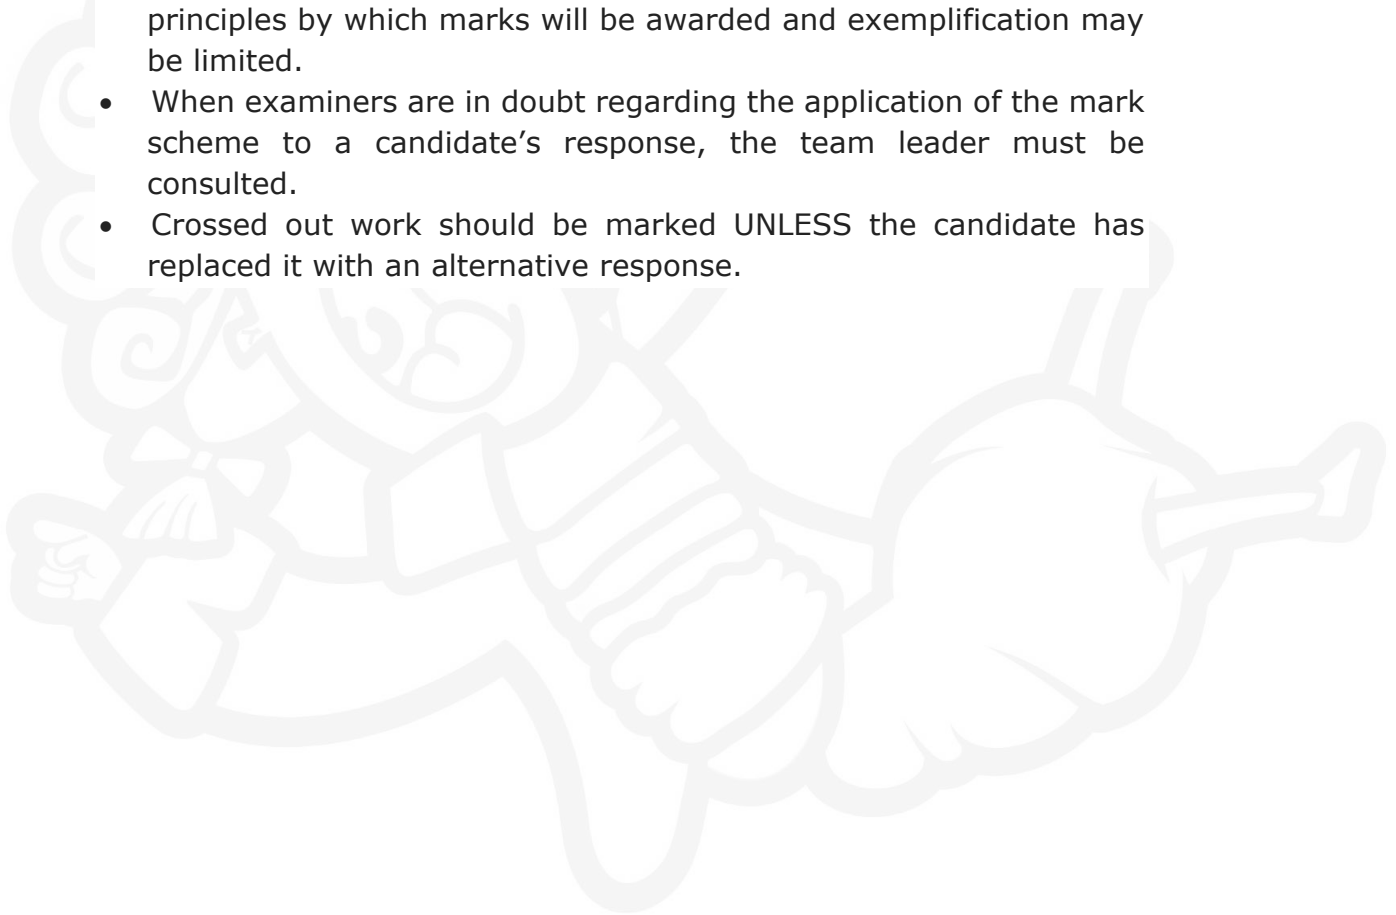 principles by which marks will be awarded and exemplification may
be limited.
• When examiners are in doubt regarding the application of the mark
scheme to a candidate’s response, the team leader must be
consulted.
• Crossed out work should be marked UNLESS the candidate has
replaced it with an alternative response.